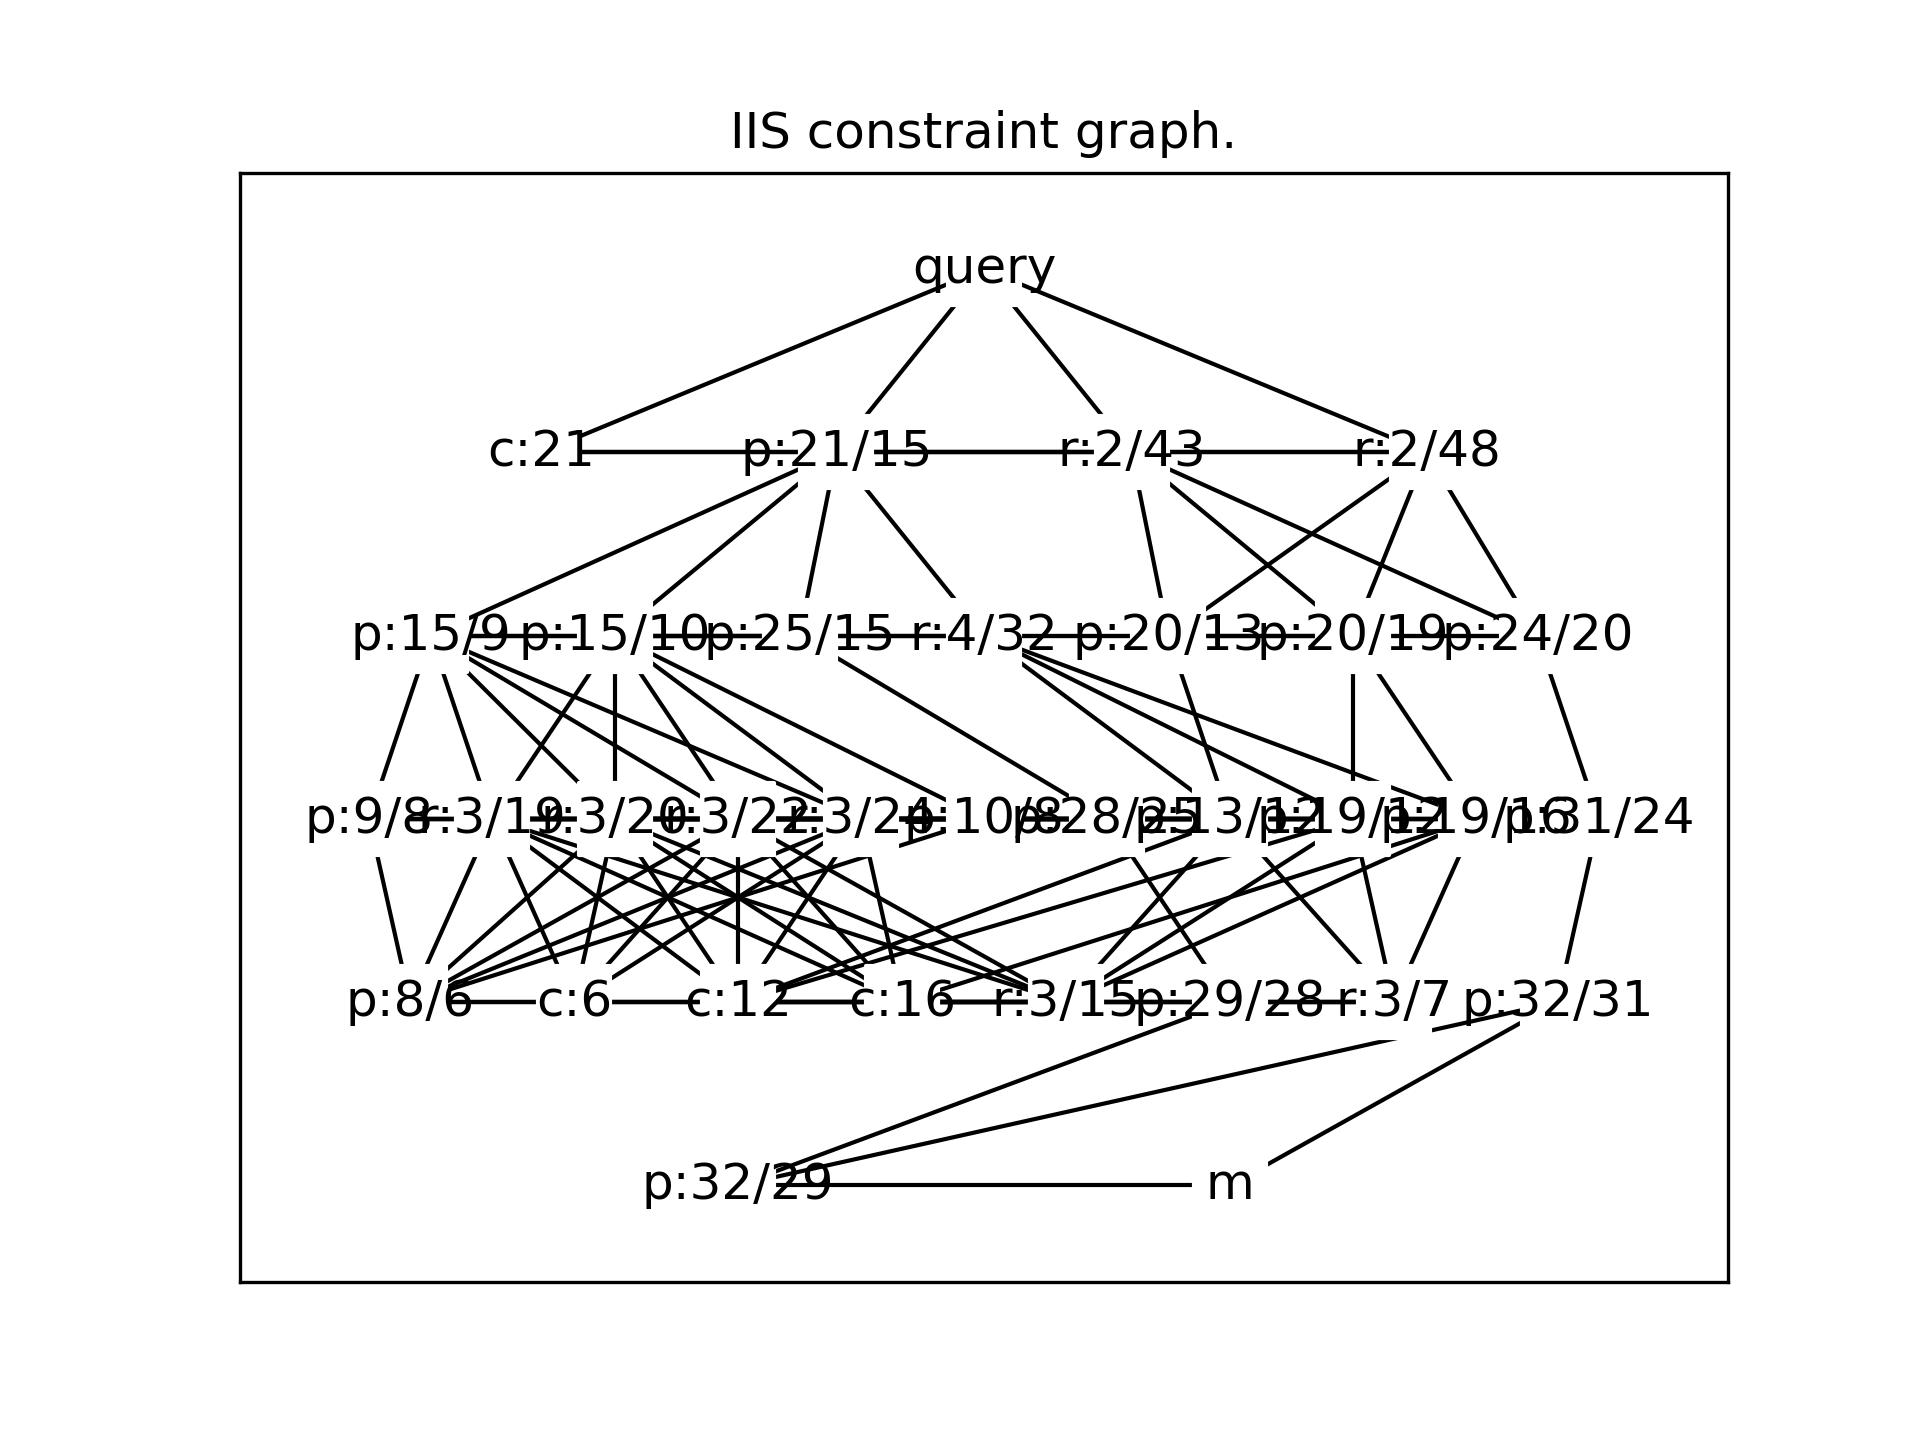 IIS constraint graph.
query
c:21 p:21/15 r:2/43 r:2/48
p:15/9 p:15/10 p:25/15 r:4/32 p:20/13 p:20/19 p:24/20
p:9/8 r:3/19 r:3/20 r:3/22 r:3/24 p:10/8 p:28/25 p:13/12 p:19/12 p:19/16 p:31/24
p:8/6 c:6 c:12 c:16 r:3/15 p:29/28 r:3/7 p:32/31
p:32/29 m